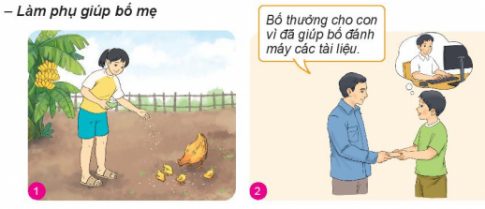 – Làm phụ giúp bố mẹ
Bố thưởng cho con
vì đã giúp bố đánh
máy các tài liệu.
1
2